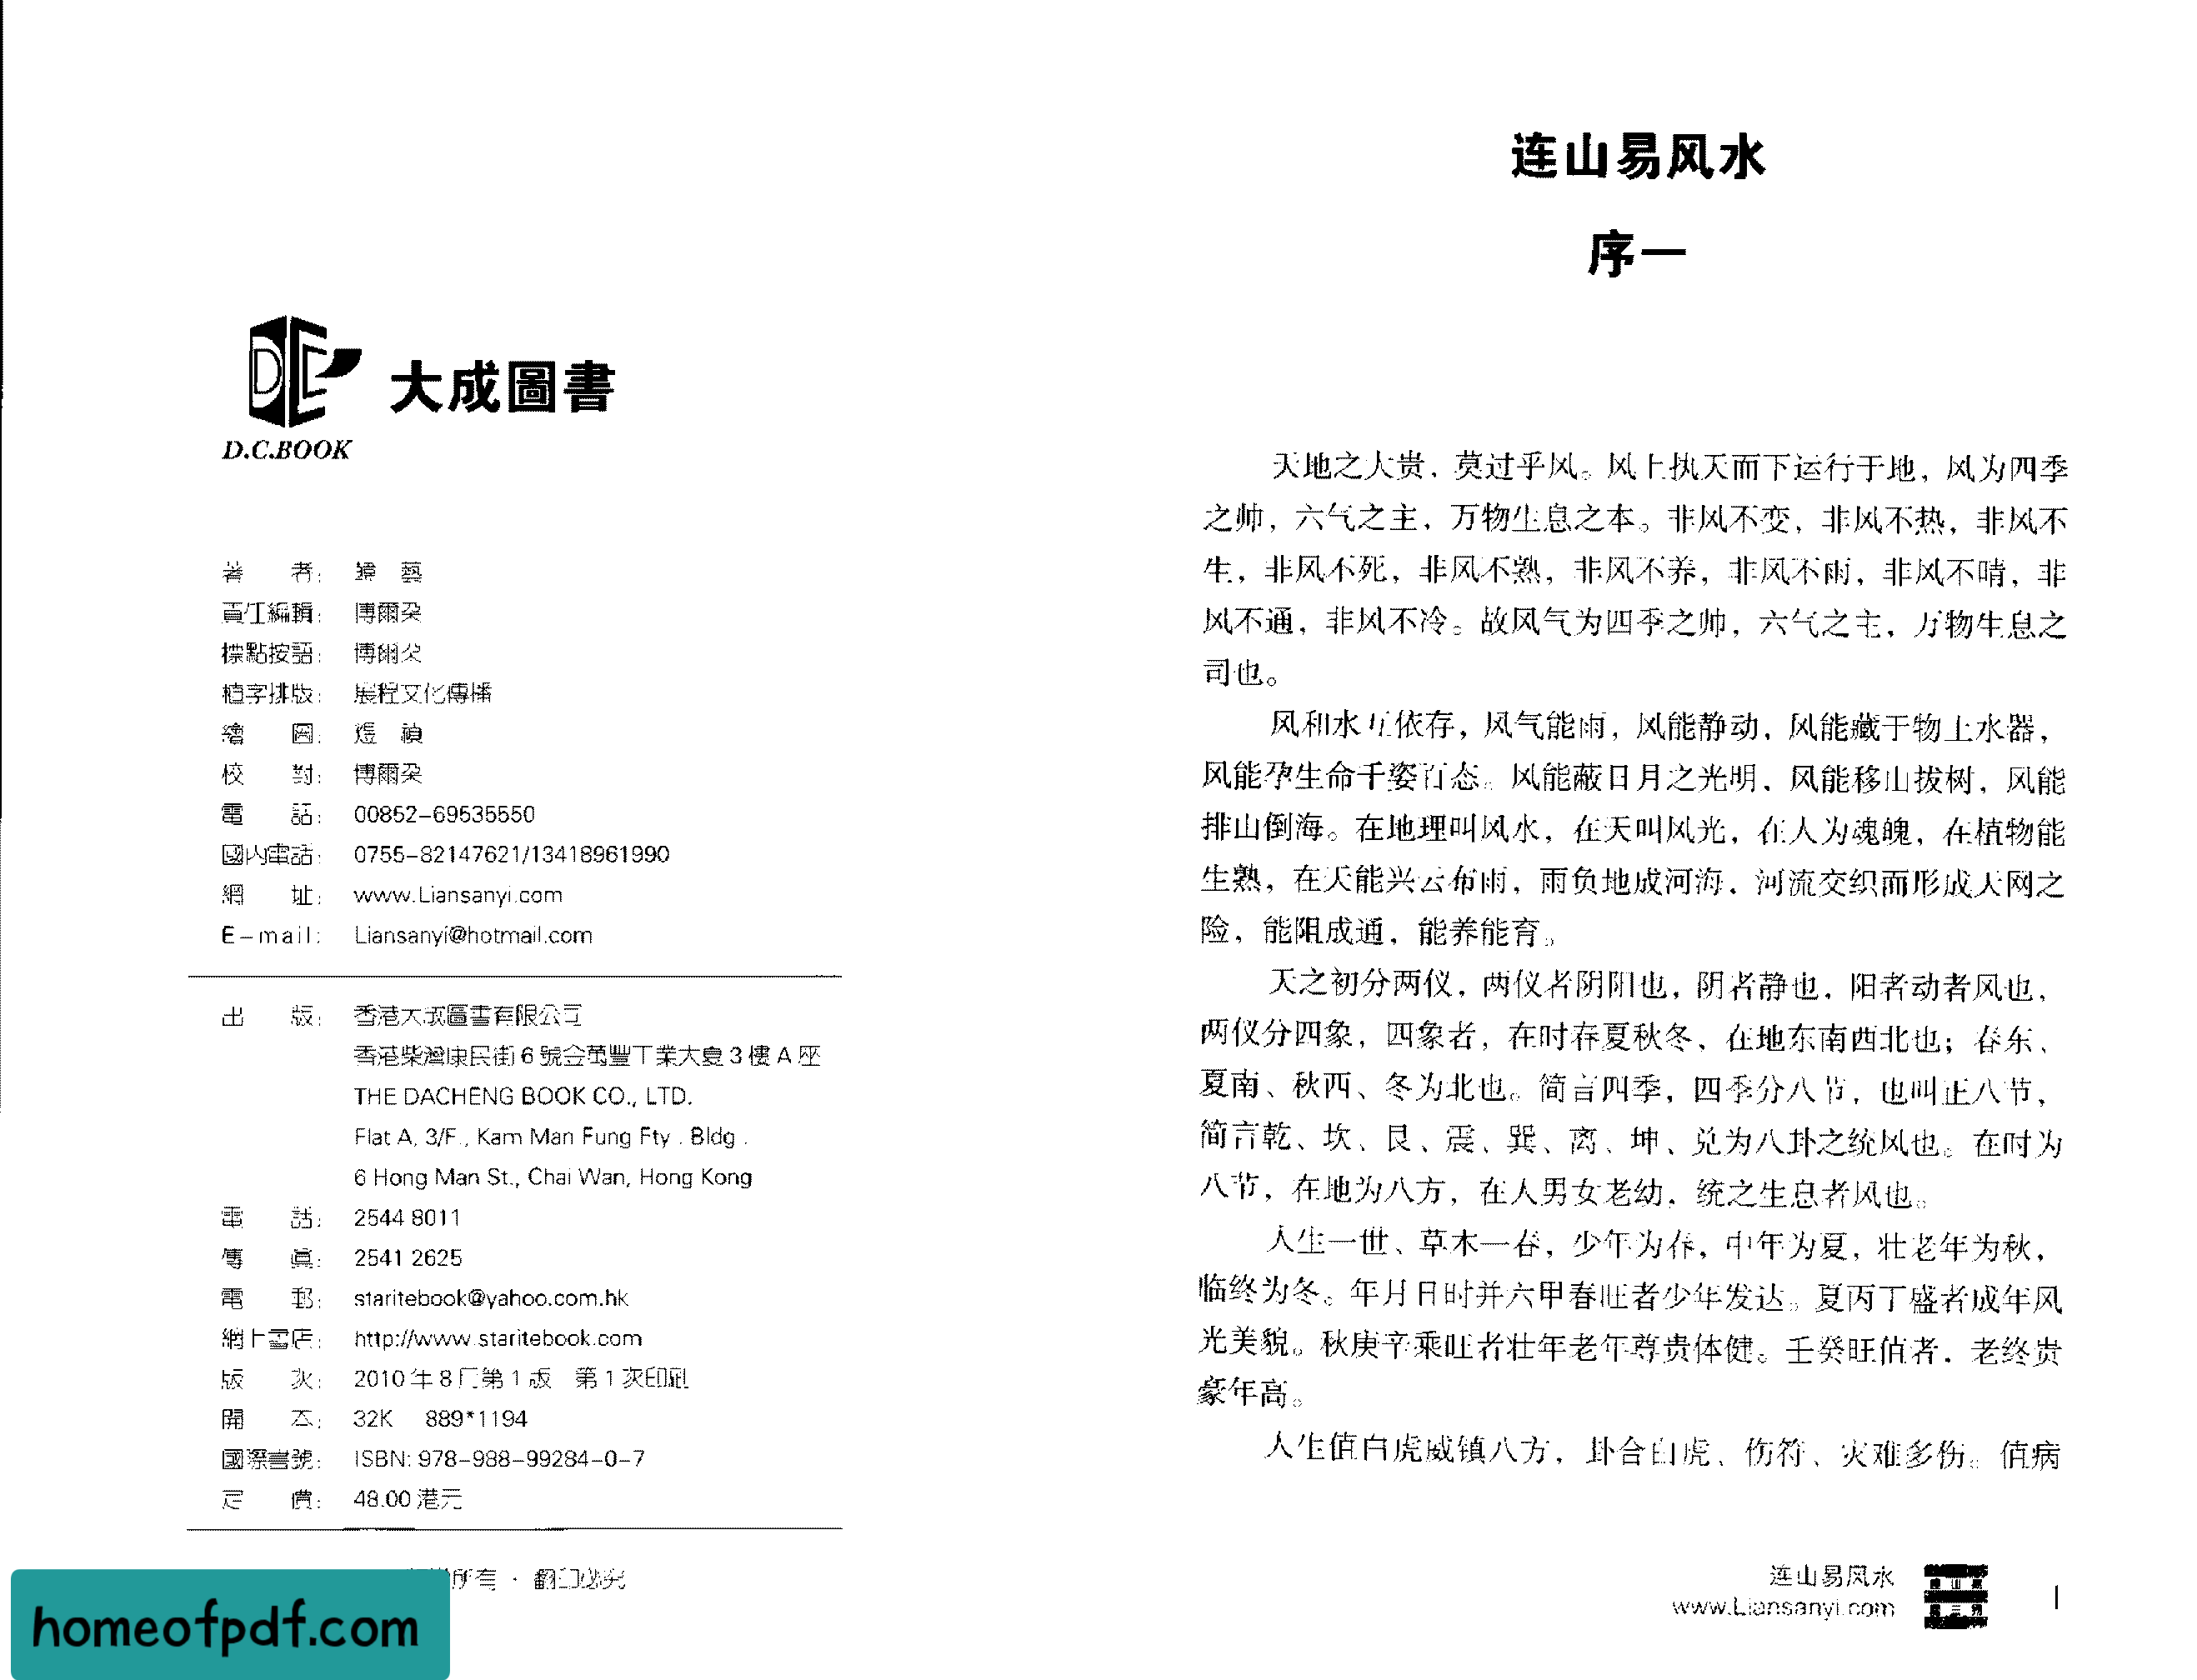 大成圖書
D.C.BOOK
著 者: 鏡 藝
責任編輯: 博爾朶
標點按語: 博爾朶
植字排版: 展程文化傳播
繪 圖: 煜 禎
校 對: 博爾朶
電 話: 00852-69535550
國内電話: 0755-82147621/13418961990
網 址: www.Liansanyi.com
E-mail: Liansanyi@hotmail.com
出 版: 香港大成圖書有限公司
香港柴灣康民街6號金萬豐工業大廈3樓A座
THE DACHENG BOOK CO., LTD.
Flat A, 3/F., Kam Man Fung Fty . Bldg .
6 Hong Man St., Chai Wan, Hong Kong
電 話: 2544 8011
傳 真: 2541 2625
電 郵: staritebook@yahoo.com.hk
網上書店: http://www.staritebook.com
版 次: 2010年8月第1版 第1次印刷
開 本: 32K 889*1194
國際書號: ISBN: 978-988-99284-0-7
定 價: 48.00港元
所有·翻印必究
homeofpdf.com
连山易风水
序一
天地之大贵，莫过乎风。风上执天而下运行于地，风为四季
之帅，六气之主，万物生息之本。非风不变，非风不热，非风不
生，非风不死，非风不熟，非风不养，非风不雨，非风不晴，非
风不通，非风不冷。故风气为四季之帅，六气之主，万物生息之
司也。
风和水互依存，风气能雨，风能静动，风能藏于物上水器，
风能孕生命千姿百态。风能蔽日月之光明，风能移山拔树，风能
排山倒海。在地理叫风水，在天叫风光，在人为魂魄，在植物能
生熟，在天能兴云布雨，雨负地成河海，河流交织而形成天网之
险，能阻成通，能养能育。
天之初分两仪，两仪者阴阳也，阴者静也，阳者动者风也，
两仪分四象，四象者，在时春夏秋冬，在地东南西北也；春东、
夏南、秋西、冬为北也。简言四季，四季分八节，也叫正八节，
简言乾、坎、艮、震、巽、离、坤、兑为八卦之统风也。在时为
八节，在地为八方，在人男女老幼，统之生息者风也。
人生一世、草木一春，少年为春，中年为夏，壮老年为秋，
临终为冬。年月日时并六甲春旺者少年发达。夏丙丁盛者成年风
光美貌。秋庚辛乘旺者壮年老年尊贵体健。壬癸旺值者，老终贵
豪年高。
人生值白虎威镇八方，卦合白虎、伤符、灾难多伤。值病
连山易风水
www.Liansanyi.com
1